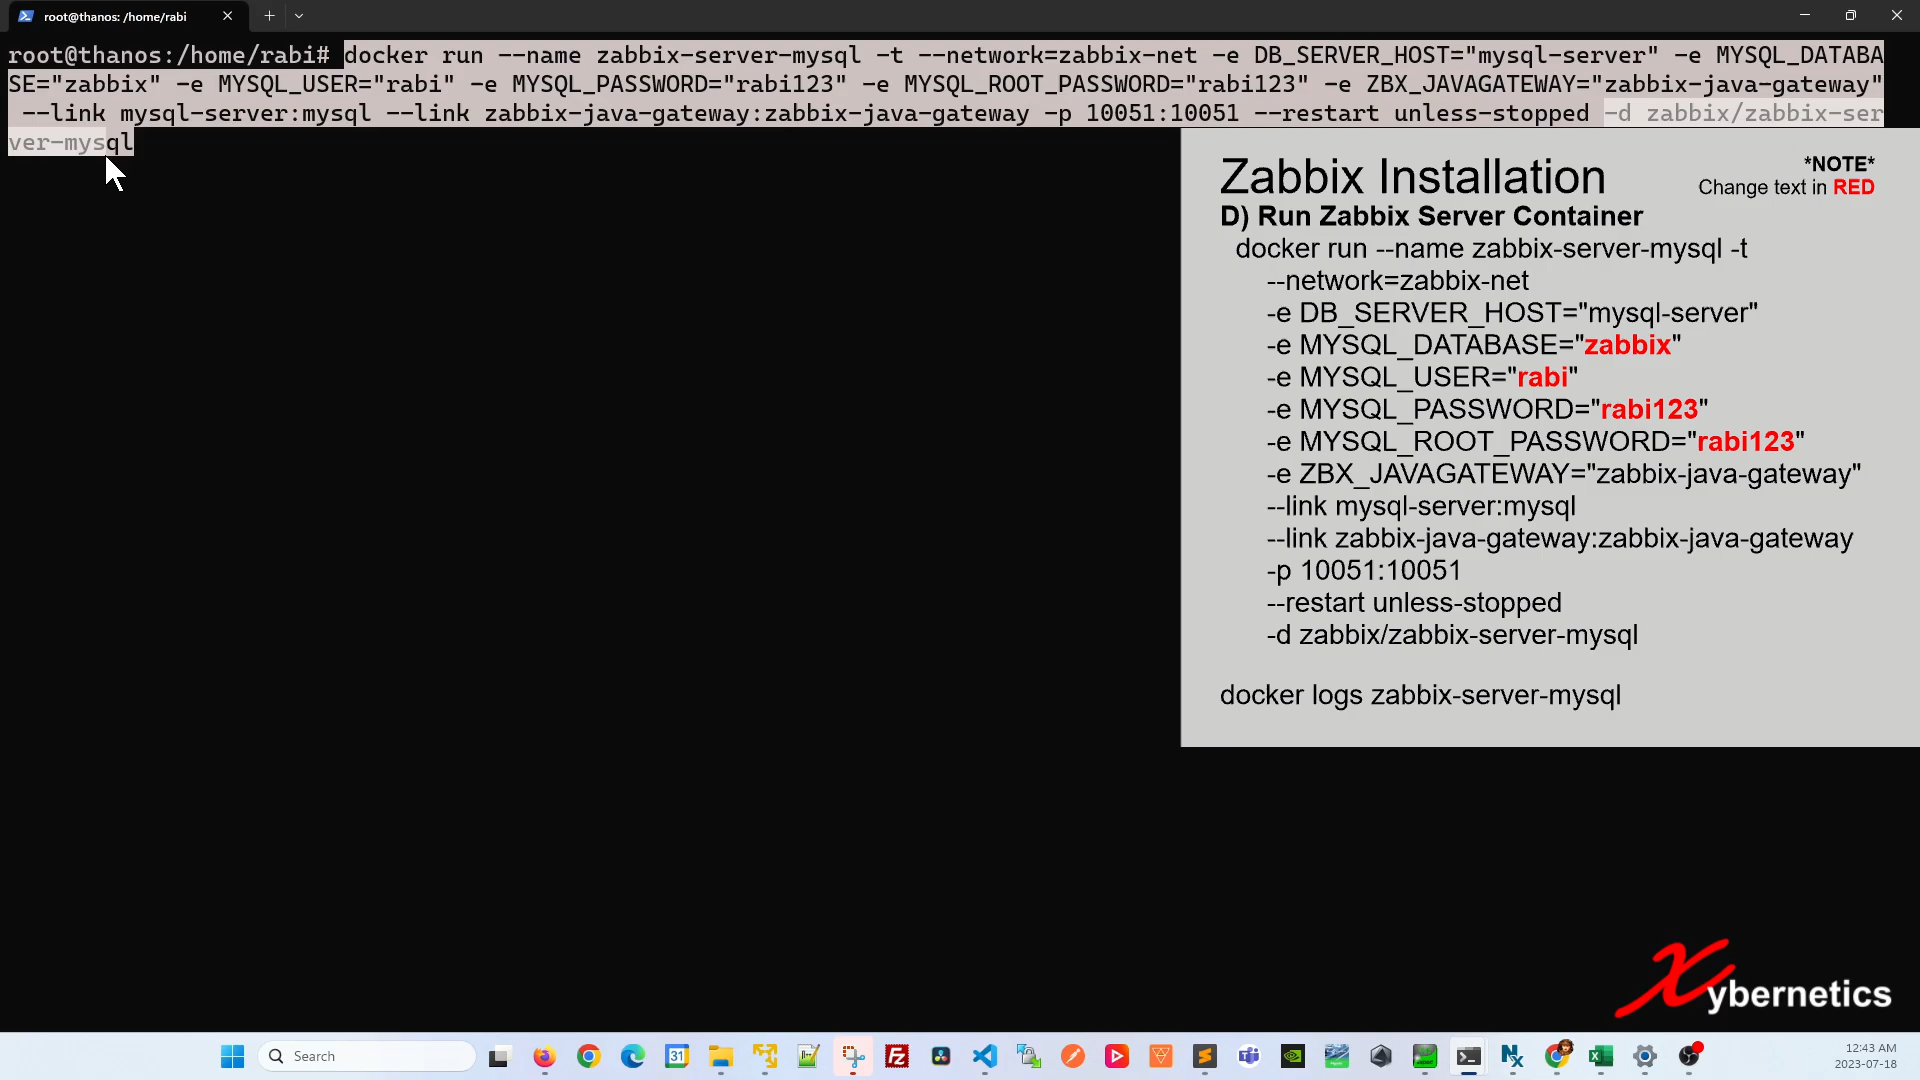 root@thanos: /home/rabi
root@thanos:/home/rabi# docker run --name zabbix-server-mysql -t --network=zabbix-net -e DB_SERVER_HOST="mysql-server" -e MYSQL_DATABA
SE="zabbix" -e MYSQL_USER="rabi" -e MYSQL_PASSWORD="rabi123" -e MYSQL_ROOT_PASSWORD="rabi123" -e ZBX_JAVAGATEWAY="zabbix-java-gateway"
--link mysql-server:mysql --link zabbix-java-gateway:zabbix-java-gateway -p 10051:10051 --restart unless-stopped -d zabbix/zabbix-ser
ver-mysql
Zabbix Installation
*NOTE*
Change text in RED
D) Run Zabbix Server Container
docker run --name zabbix-server-mysql -t
--network=zabbix-net
-e DB_SERVER_HOST="mysql-server"
-e MYSQL_DATABASE="zabbix"
-e MYSQL_USER="rabi"
-e MYSQL_PASSWORD="rabi123"
-e MYSQL_ROOT_PASSWORD="rabi123"
-e ZBX_JAVAGATEWAY="zabbix-java-gateway"
--link mysql-server:mysql
--link zabbix-java-gateway:zabbix-java-gateway
-p 10051:10051
--restart unless-stopped
-d zabbix/zabbix-server-mysql
docker logs zabbix-server-mysql
Xybernetics
Search
31
12:43 AM
2023-07-18